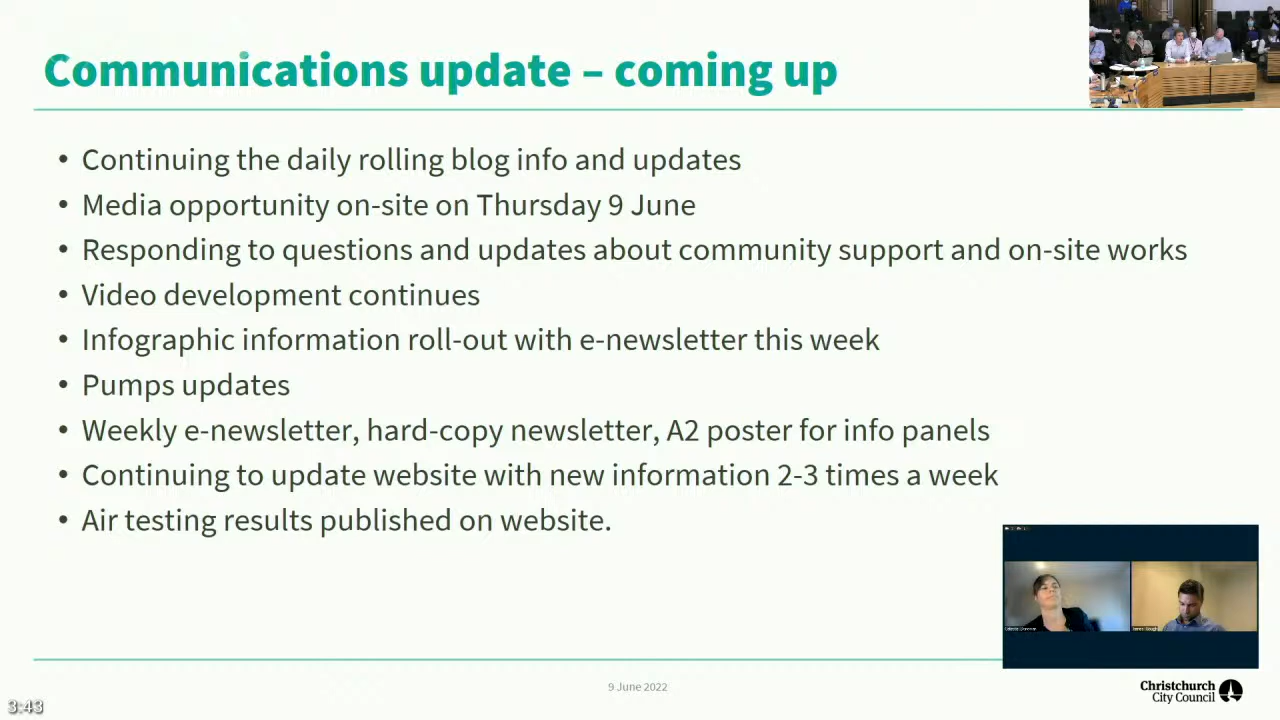 Communications update – coming up
• Continuing the daily rolling blog info and updates
• Media opportunity on-site on Thursday 9 June
• Responding to questions and updates about community support and on-site works
• Video development continues
• Infographic information roll-out with e-newsletter this week
• Pumps updates
• Weekly e-newsletter, hard-copy newsletter, A2 poster for info panels
• Continuing to update website with new information 2-3 times a week
• Air testing results published on website.
9 June 2022
Christchurch
City Council
3:43